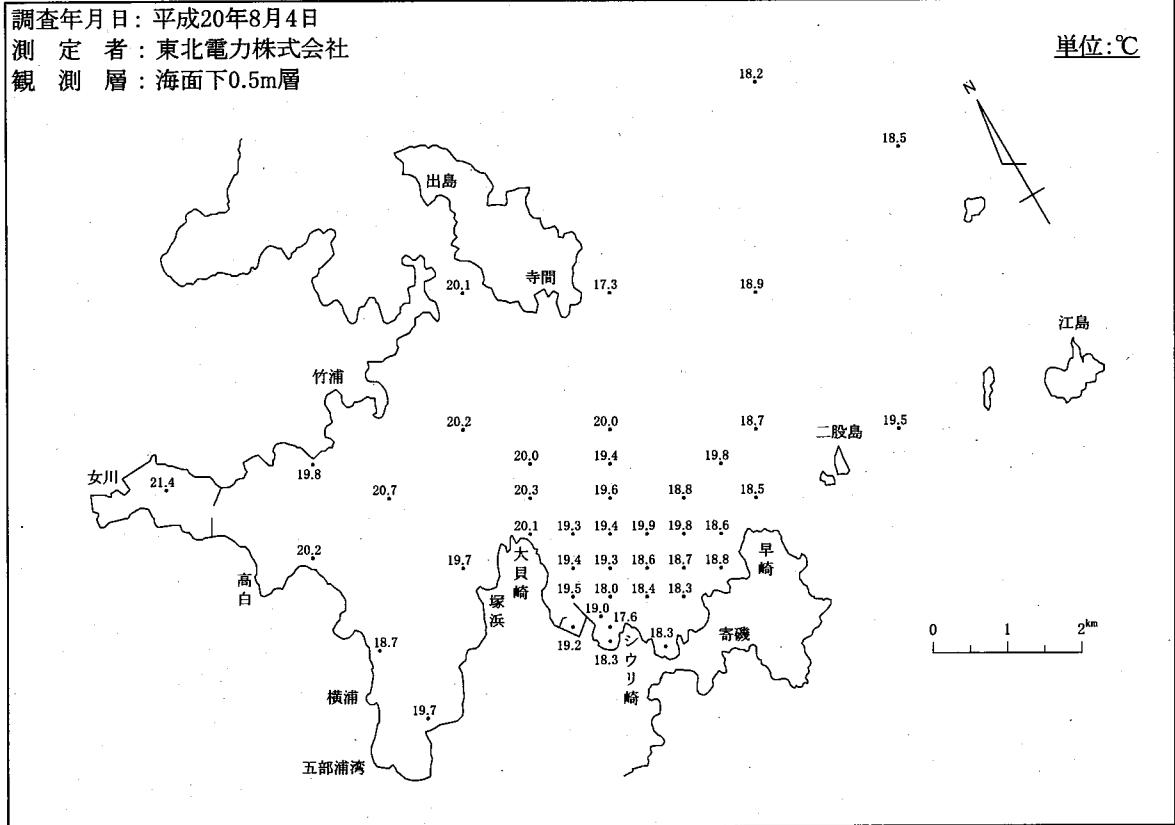 調査年月日：平成20年8月4日
測定者：東北電力株式会社
観測層：海面下0.5m層
単位：℃
18.2
N
18.5
出島
寺間
20.1
17.3
18.9
江島
竹浦
20.2
20.0
18.7
19.5
二股島
女川
21.4
19.8
20.0
19.4
19.8
20.7
20.3
19.6
18.8
18.5
20.1
19.3
19.4
19.9
19.8
18.6
20.2
19.7
大貝崎
19.4
19.3
18.6
18.7
18.8
早崎
高白
塚浜
19.5
18.0
18.4
18.3
19.0
17.6
19.2
18.3
シウリ崎
18.3
寄磯
0 1 2km
18.7
横浦
19.7
五部浦湾